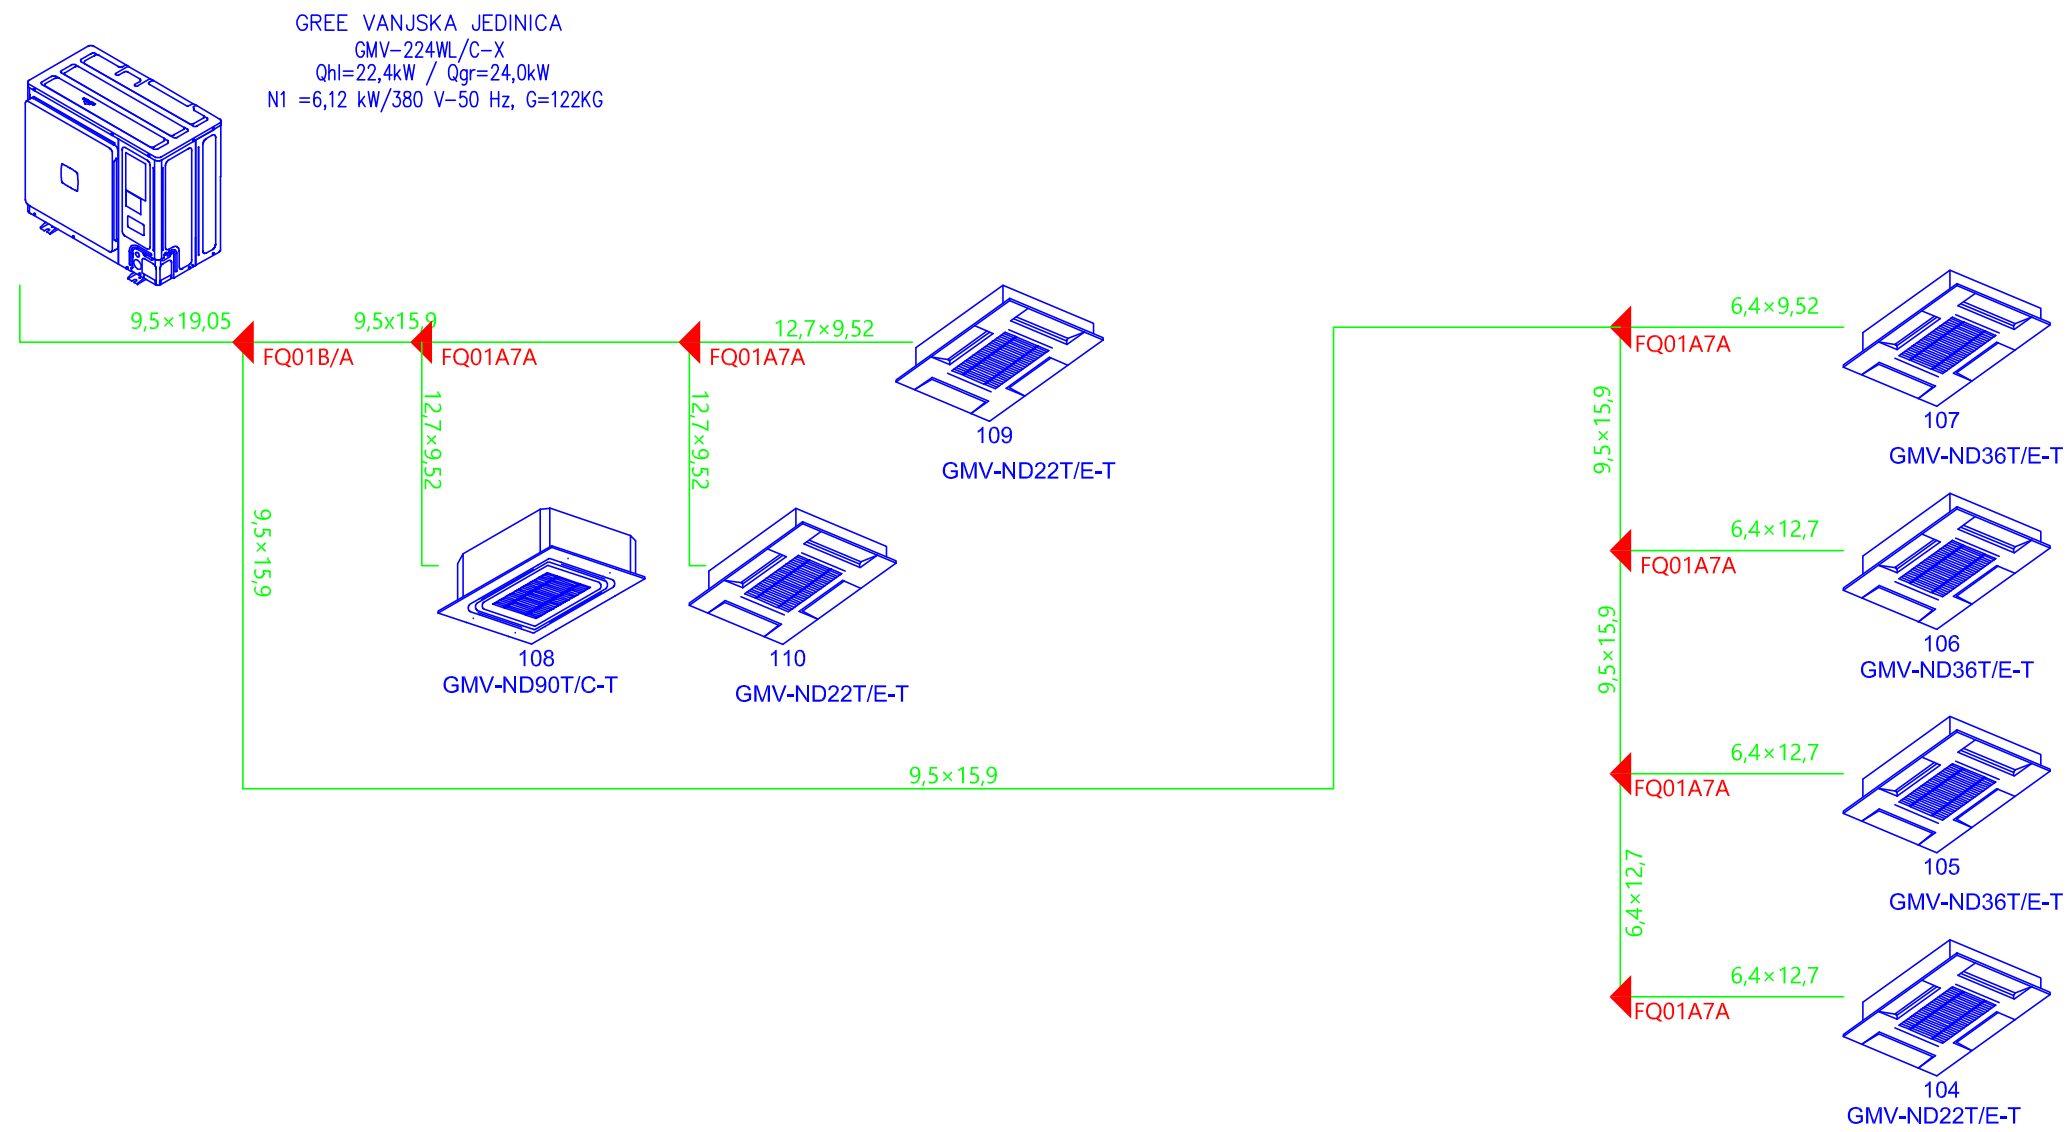 GREE VANJSKA JEDINICA
GMV-224WL/C-X
Qhl=22,4kW / Qgr=24,0kW
N1 =6,12 kW/380 V-50 Hz, G=122KG
9,5×19,05
FQ01B/A
9,5x15,9
FQ01A7A
FQ01A7A
12,7×9,52
12,7×9,52
12,7×9,52
109
GMV-ND22T/E-T
9,5×15,9
108
GMV-ND90T/C-T
110
GMV-ND22T/E-T
9,5×15,9
6,4×9,52
FQ01A7A
107
GMV-ND36T/E-T
9,5×15,9
6,4×12,7
FQ01A7A
106
GMV-ND36T/E-T
9,5×15,9
6,4×12,7
FQ01A7A
105
GMV-ND36T/E-T
6,4×12,7
6,4×12,7
FQ01A7A
104
GMV-ND22T/E-T